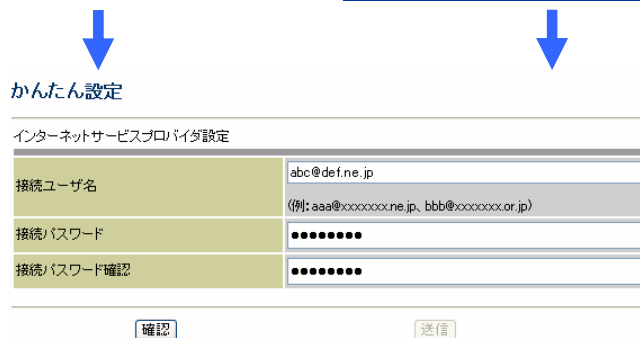 かんたん設定
インターネットサービスプロバイダ設定
接続ユーザ名
abc@def.ne.jp
(例：aaa@xxxxxxx.ne.jp、bbb@xxxxxxx.or.jp)
接続パスワード
●●●●●●●●
接続パスワード確認
●●●●●●●●
確認 送信